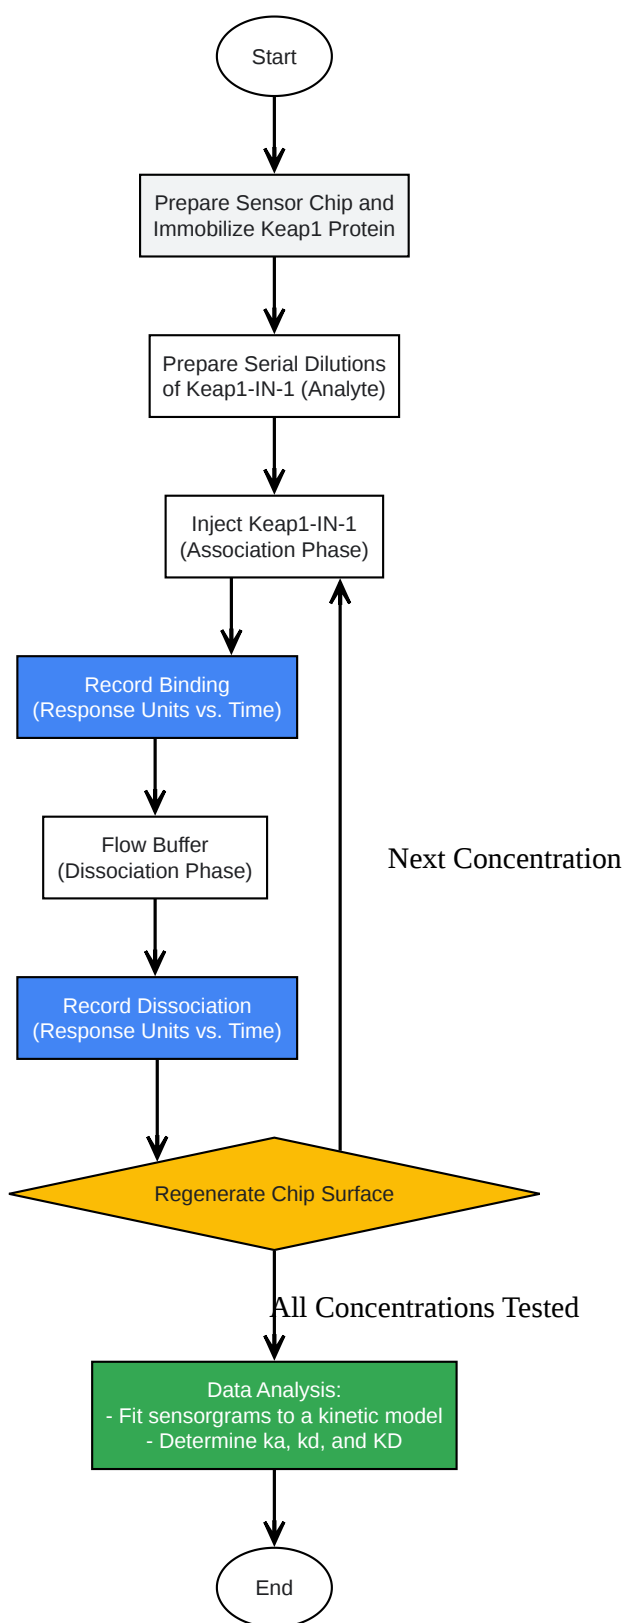 Start
Prepare Sensor Chip and
Immobilize Keap1 Protein
Prepare Serial Dilutions
of Keap1-IN-1 (Analyte)
Inject Keap1-IN-1
(Association Phase)
Record Binding
(Response Units vs. Time)
Flow Buffer
(Dissociation Phase)
Next Concentration
Record Dissociation
(Response Units vs. Time)
Regenerate Chip Surface
All Concentrations Tested
Data Analysis:
- Fit sensorgrams to a kinetic model
- Determine ka, kd, and KD
End